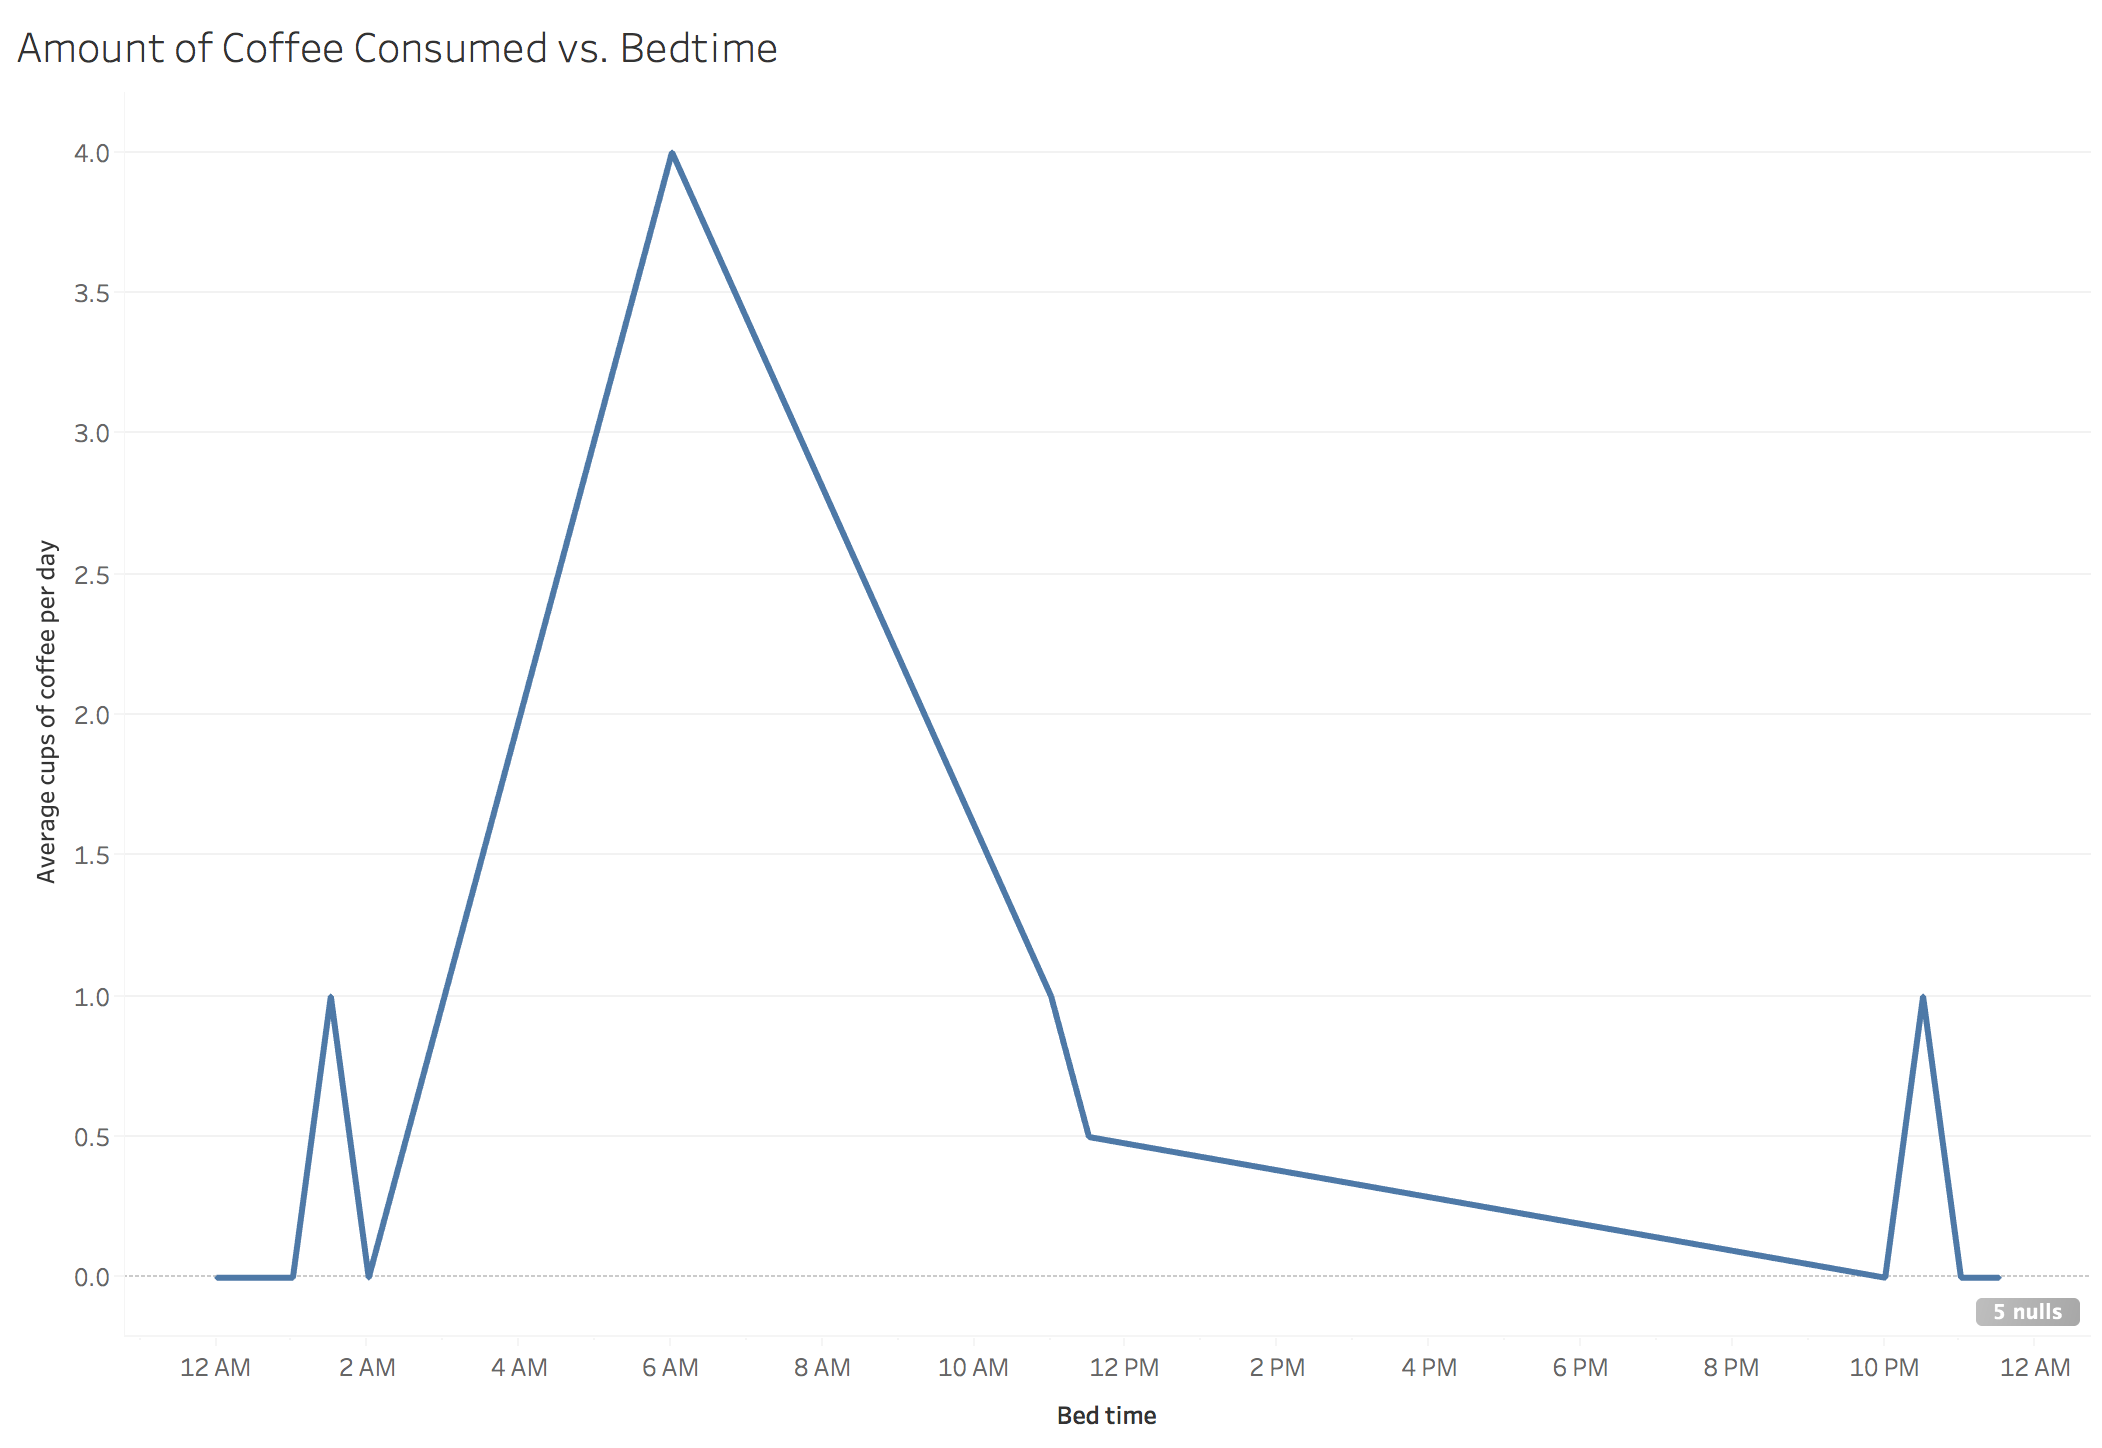 Amount of Coffee Consumed vs. Bedtime
4.0
3.5
3.0
2.5
2.0
1.5
1.0
0.5
0.0
Average cups of coffee per day
5 nulls
12 AM 2 AM 4 AM 6 AM 8 AM 10 AM 12 PM 2 PM 4 PM 6 PM 8 PM 10 PM 12 AM
Bed time